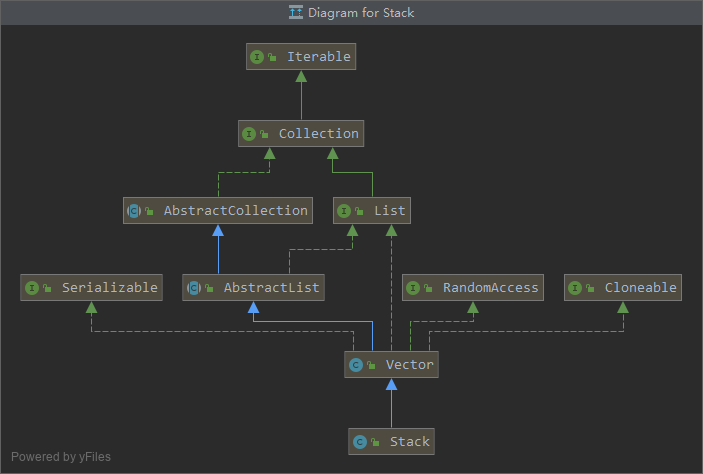 Diagram for Stack
I Iterable
I Collection
C AbstractCollection
I List
I Serializable
C AbstractList
I RandomAccess
I Cloneable
C Vector
C Stack
Powered by yFiles